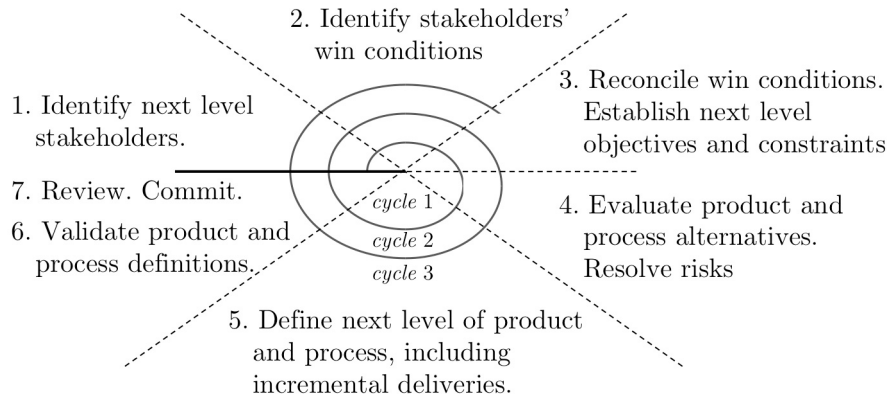 2. Identify stakeholders’
win conditions
3. Reconcile win conditions.
Establish next level
objectives and constraints
1. Identify next level
stakeholders.
7. Review. Commit.
6. Validate product and
process definitions.
cycle 1
cycle 2
cycle 3
4. Evaluate product and
process alternatives.
Resolve risks
5. Define next level of product
and process, including
incremental deliveries.